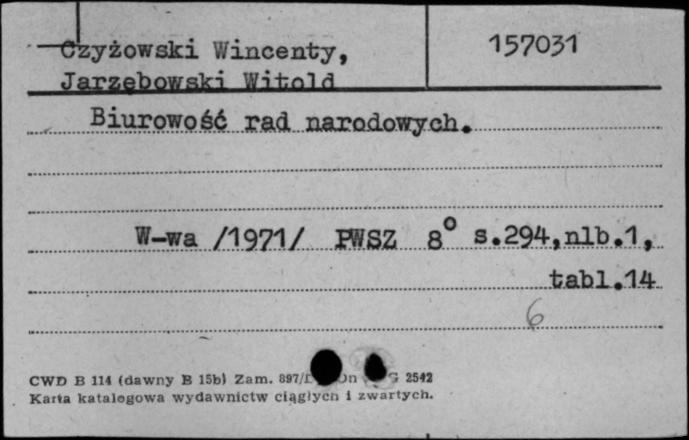 Czyżowski Wincenty,
157031
Jarzębowski Witold
Biurowość rad narodowych.
W-wa /1971/ PWSZ 8° s.294,nlb.1,
tabl.14
6
CWD B 114 (dawny B 15b) Zam. 897/ 2542
Karta katalogowa wydawnictw ciągłych i zwartych.